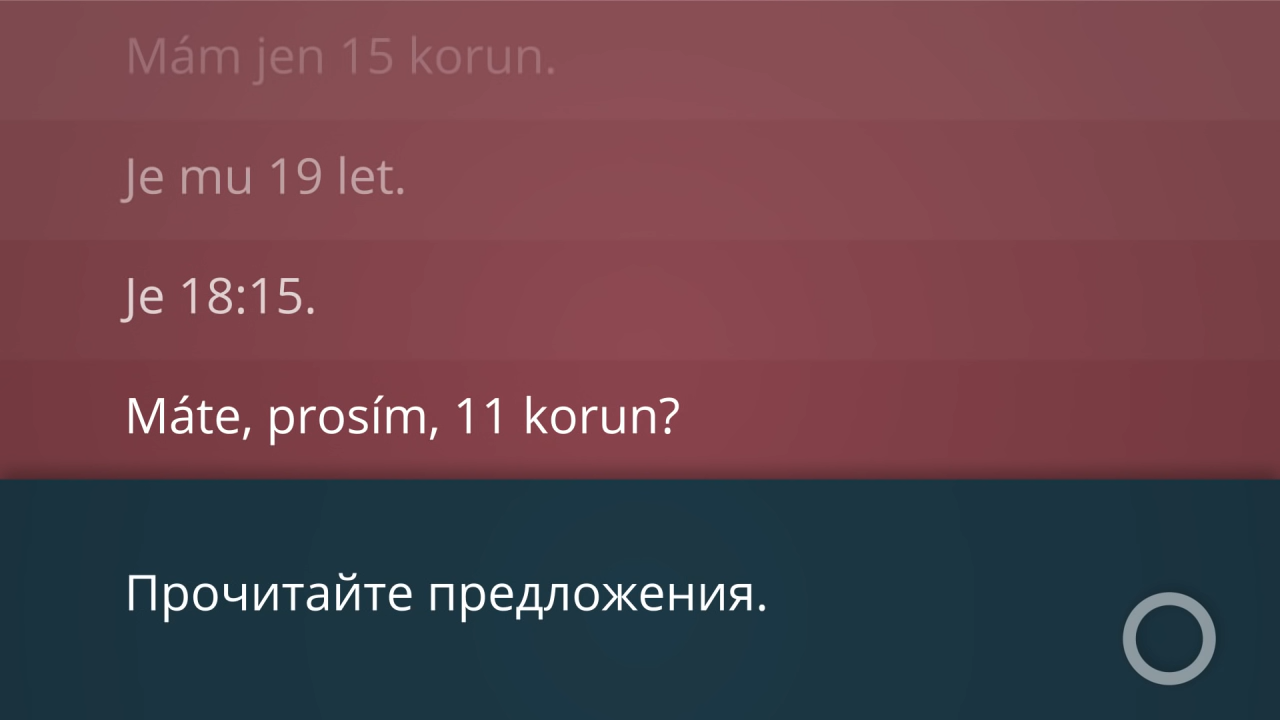 Mám jen 15 korun.
Je mu 19 let.
Je 18:15.
Máte, prosím, 11 korun?
Прочитайте предложения.